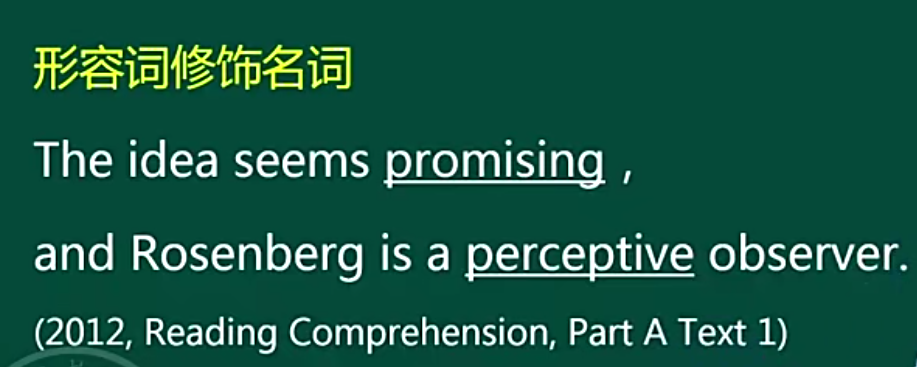 形容词修饰名词
The idea seems promising ,
and Rosenberg is a perceptive observer.
(2012, Reading Comprehension, Part A Text 1)